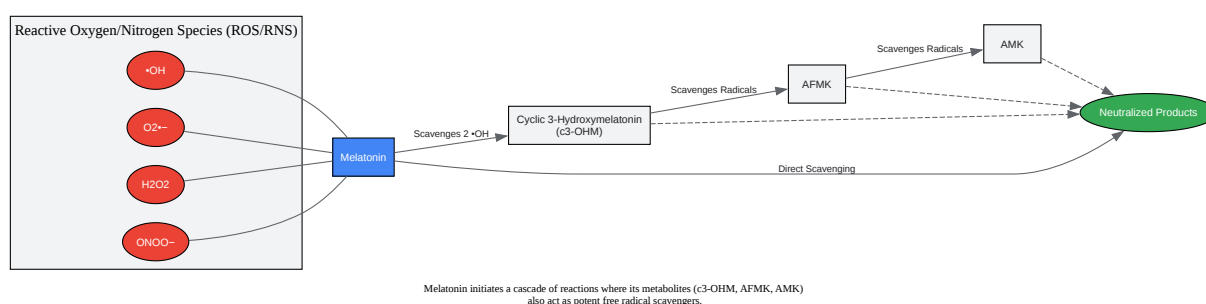 Reactive Oxygen/Nitrogen Species (ROS/RNS)
•OH
O2•−
H2O2
ONOO−
Melatonin
Scavenges 2 •OH
Cyclic 3-Hydroxymelatonin
(c3-OHM)
Scavenges Radicals
AFMK
Scavenges Radicals
AMK
Neutralized Products
Direct Scavenging
Melatonin initiates a cascade of reactions where its metabolites (c3-OHM, AFMK, AMK)
also act as potent free radical scavengers.